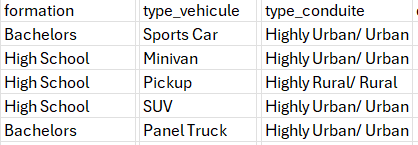 formation type_vehicule type_conduite
Bachelors Sports Car Highly Urban/ Urban
High School Minivan Highly Urban/ Urban
High School Pickup Highly Rural/ Rural
High School SUV Highly Urban/ Urban
Bachelors Panel Truck Highly Urban/ Urban